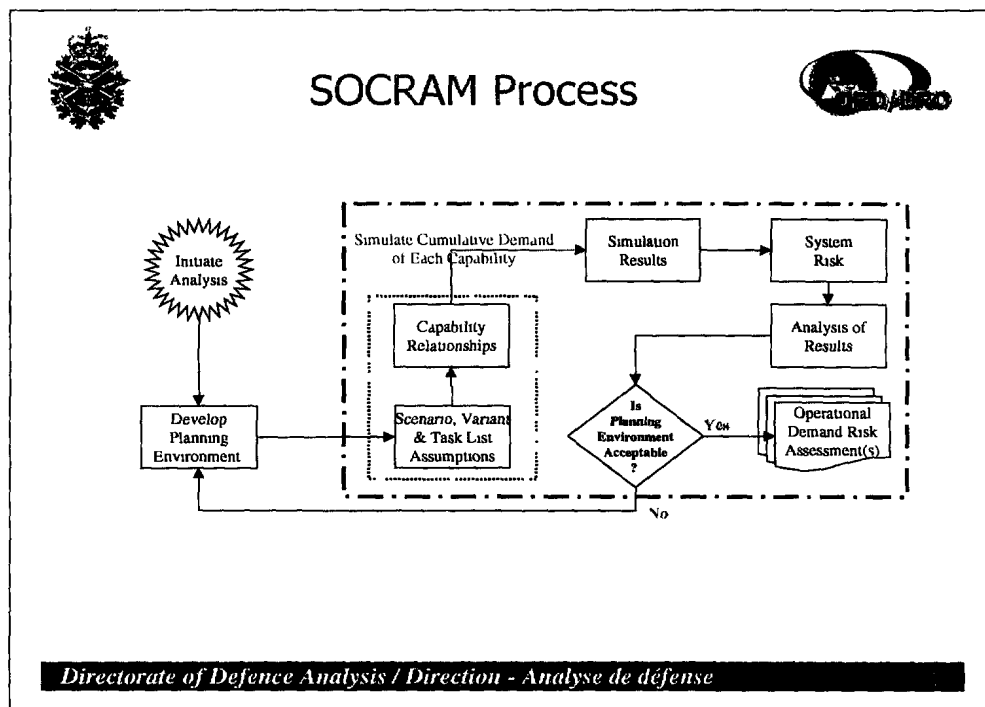 SOCRAM Process
ORD/DRO
Initiate
Analysis
Simulate Cumulative Demand
of Each Capability
Simulation
Results
System
Risk
Capability
Relationships
Analysis of
Results
Develop
Planning
Environment
Scenario, Variant
& Task List
Assumptions
Is
Planning
Environment
Acceptable
?
Yes
Operational
Demand Risk
Assessment(s)
No
Directorate of Defence Analysis / Direction - Analyse de défense